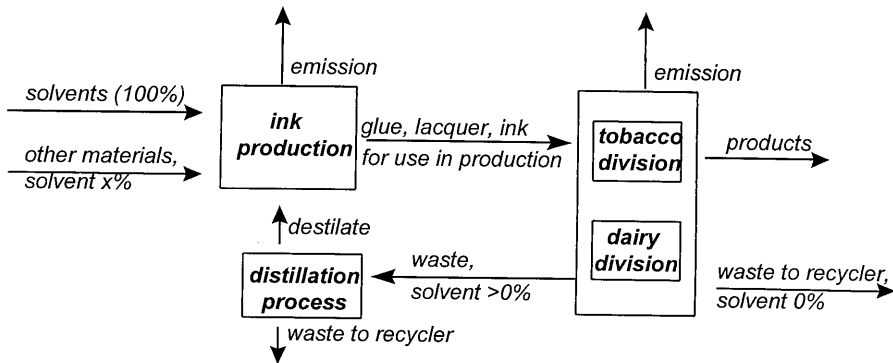 emission
emission
solvents (100%)
ink
production
glue, lacquer, ink
for use in production
tobacco
division
products
other materials,
solvent x%
destilate
dairy
division
waste,
solvent >0%
distillation
process
waste to recycler,
solvent 0%
waste to recycler